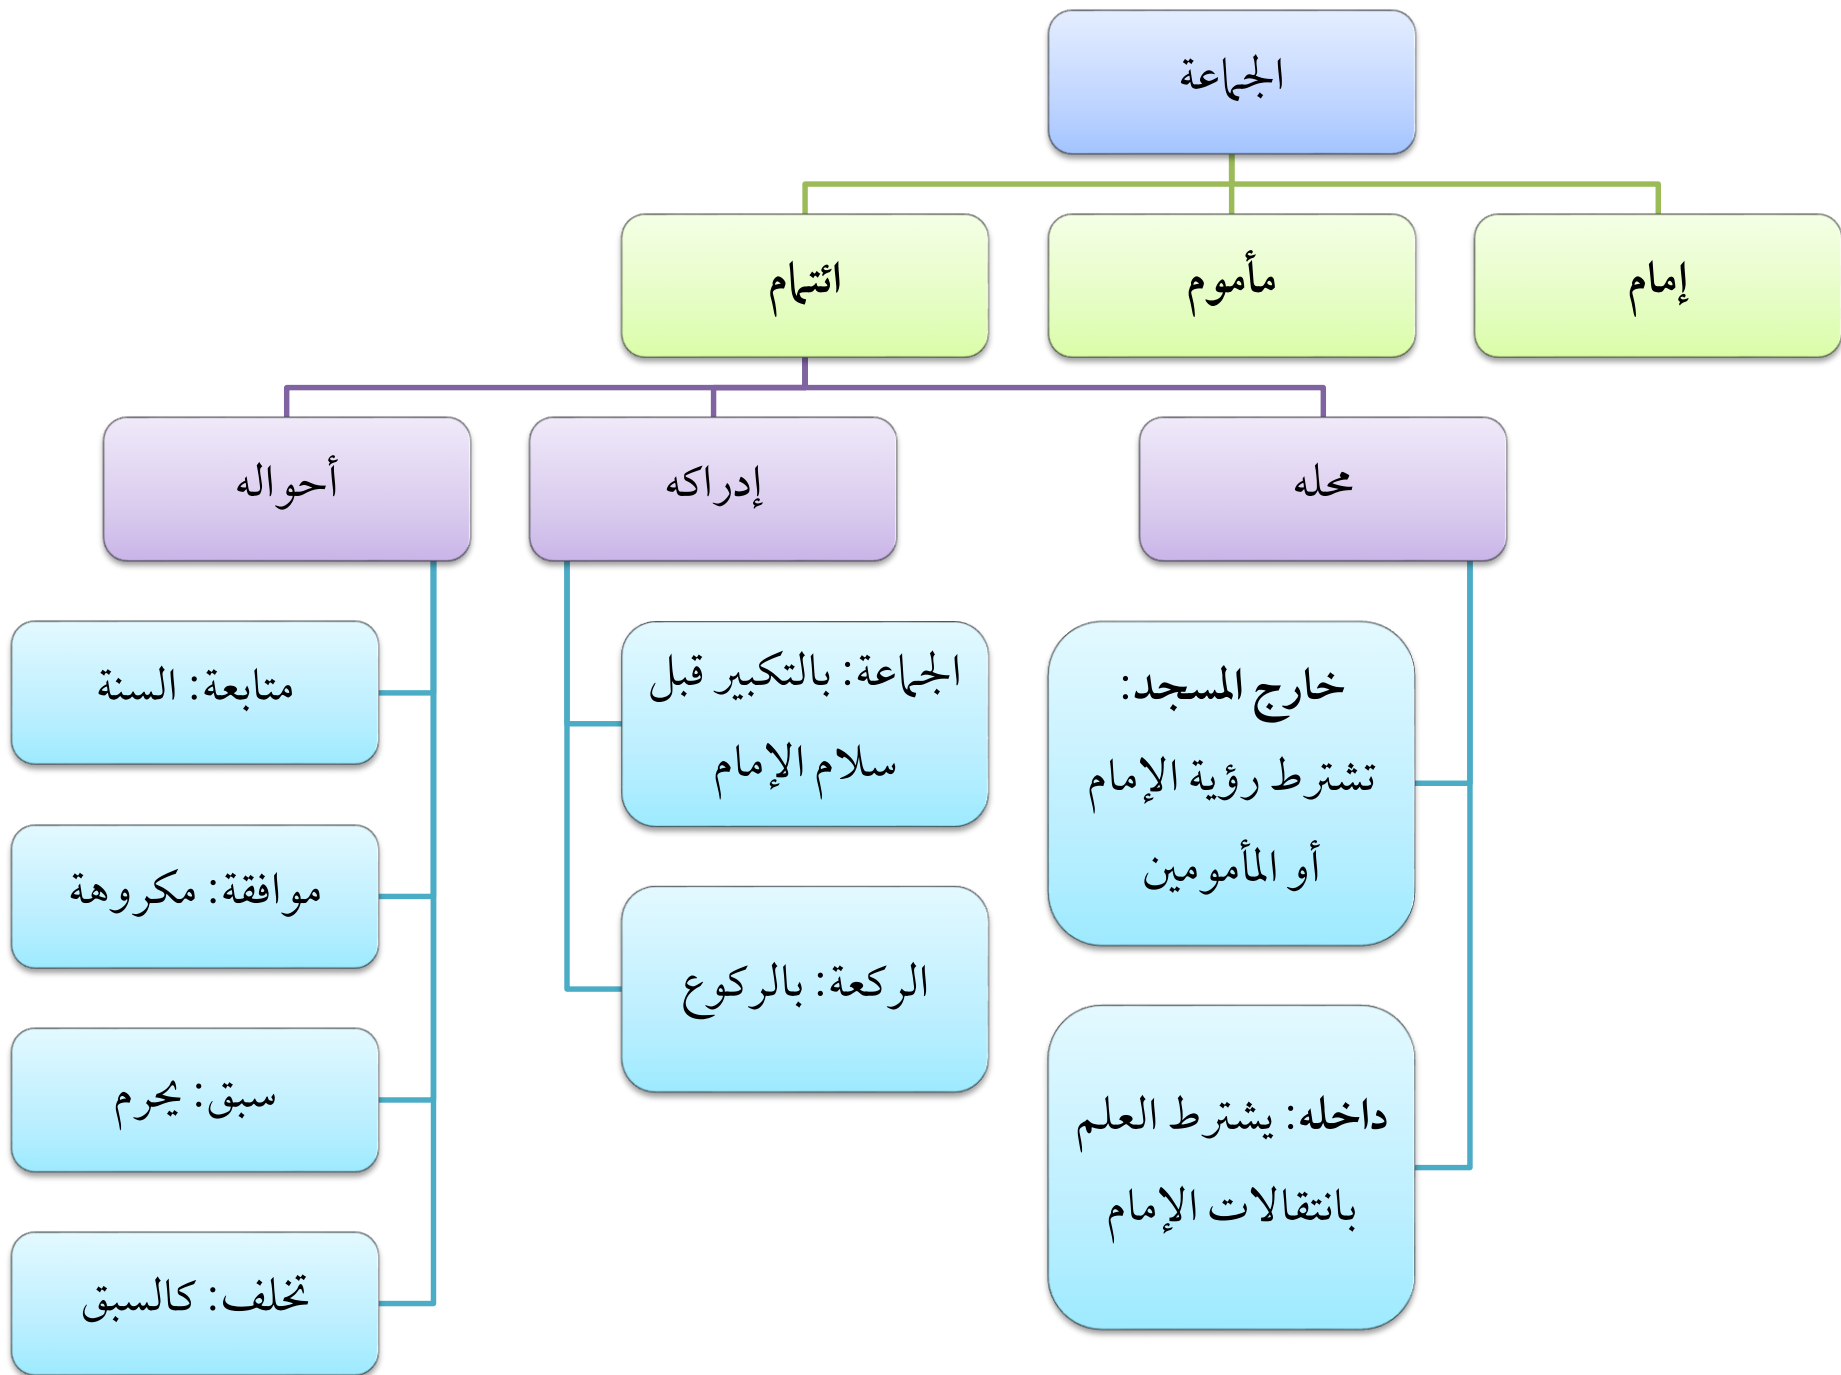 الجماعة
إمام
مأموم
ائتمام
محله
إدراكه
أحواله
خارج المسجد:
تشترط رؤية الإمام
أو المأمومين
داخله: يشترط العلم
بانتقالات الإمام
الجماعة: بالتكبير قبل
سلام الإمام
الركعة: بالركوع
متابعة: السنة
موافقة: مكروهة
سبق: يحرم
تخلف: كالسبق